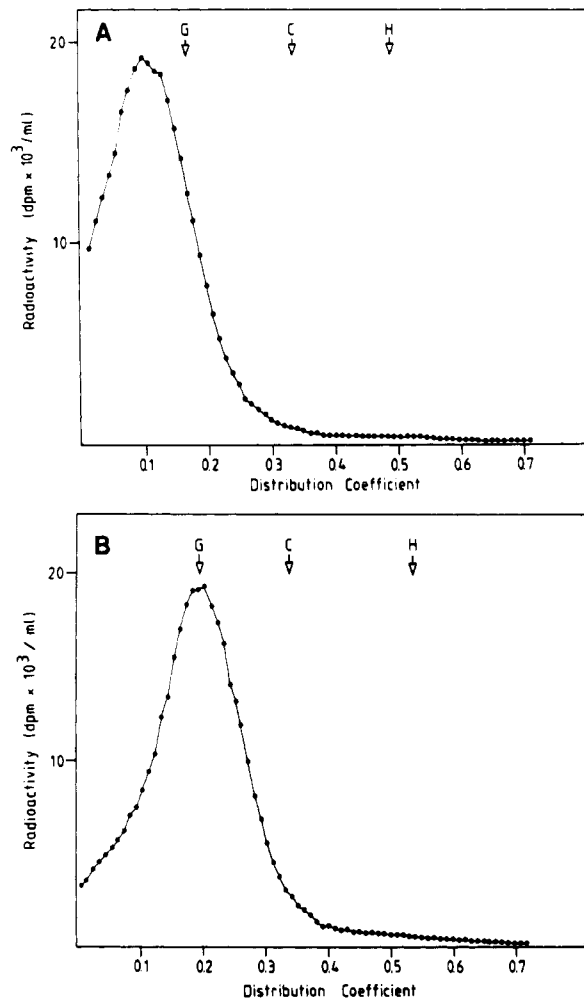 A
G C H
20
10
Radioactivity (dpm × 10³/ml)
0.1 0.2 0.3 0.4 0.5 0.6 0.7
Distribution Coefficient
B
G C H
20
10
Radioactivity (dpm × 10³/ ml)
0.1 0.2 0.3 0.4 0.5 0.6 0.7
Distribution Coefficient